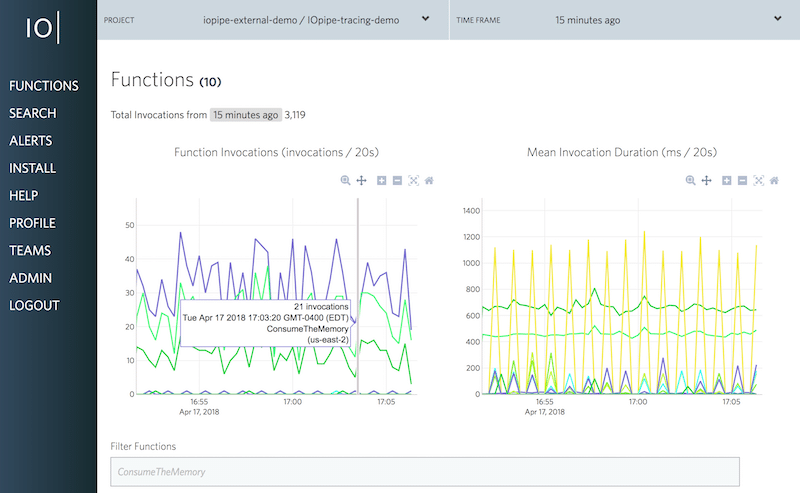 IO|
PROJECT
iopipe-external-demo / IOpipe-tracing-demo
TIME FRAME
15 minutes ago
FUNCTIONS
SEARCH
ALERTS
INSTALL
HELP
PROFILE
TEAMS
ADMIN
LOGOUT
Functions (10)
Total Invocations from 15 minutes ago 3,119
Function Invocations (invocations / 20s)
50
40
30
20
10
0
16:55
17:00
17:05
Apr 17, 2018
21 invocations
Tue Apr 17 2018 17:03:20 GMT-0400 (EDT)
ConsumeTheMemory
(us-east-2)
Mean Invocation Duration (ms / 20s)
1400
1200
1000
800
600
400
200
0
16:55
17:00
17:05
Apr 17, 2018
Filter Functions
ConsumeTheMemory